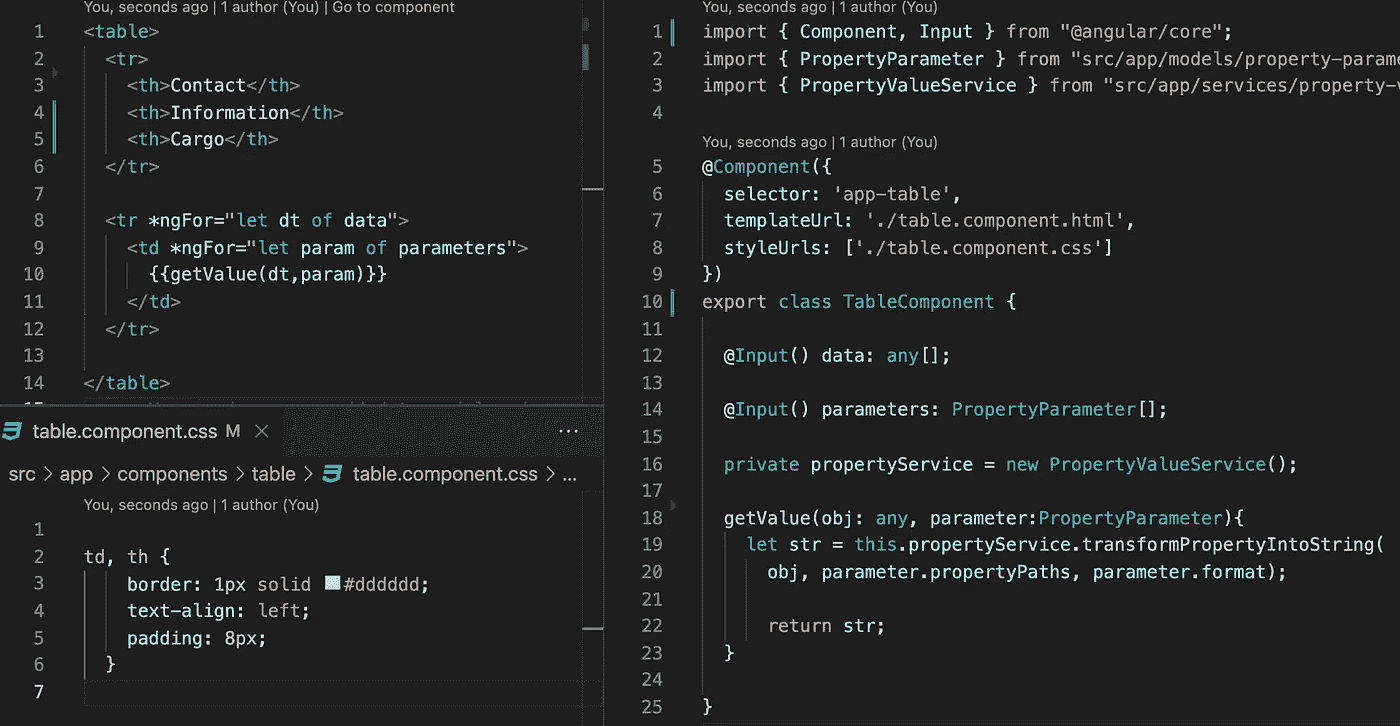 You, seconds ago | 1 author (You) | Go to component
1 <table>
2 <tr>
3 <th>Contact</th>
4 <th>Information</th>
5 <th>Cargo</th>
6 </tr>
7
8 <tr *ngFor="let dt of data">
9 <td *ngFor="let param of parameters">
10 {{getValue(dt,param)}}
11 </td>
12 </tr>
13
14 </table>
table.component.css M
src > app > components > table > table.component.css > ...
You, seconds ago | 1 author (You)
1
2 td, th {
3 border: 1px solid #dddddd;
4 text-align: left;
5 padding: 8px;
6 }
7
You, seconds ago | 1 author (You)
1 import { Component, Input } from "@angular/core";
2 import { PropertyParameter } from "src/app/models/property-parame
3 import { PropertyValueService } from "src/app/services/property-v
4
You, seconds ago | 1 author (You)
5 @Component({
6 selector: 'app-table',
7 templateUrl: './table.component.html',
8 styleUrls: ['./table.component.css']
9 })
10 export class TableComponent {
11
12 @Input() data: any[];
13
14 @Input() parameters: PropertyParameter[];
15
16 private propertyService = new PropertyValueService();
17
18 getValue(obj: any, parameter:PropertyParameter){
19 let str = this.propertyService.transformPropertyIntoString(
20 obj, parameter.propertyPaths, parameter.format);
21
22 return str;
23 }
24
25 }